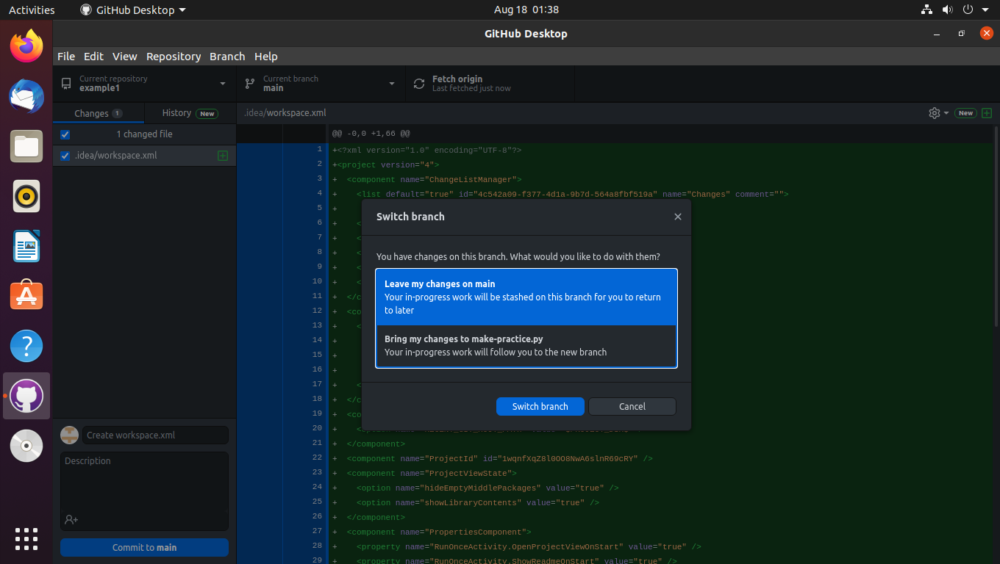 Activities
GitHub Desktop
Aug 18 01:38
GitHub Desktop
File Edit View Repository Branch Help
Current repository
example1
Current branch
main
Fetch origin
Last fetched just now
Changes 1
History New
.idea/workspace.xml
New
1 changed file
.idea/workspace.xml
@@ -0,0 +1,66 @@
1 +<?xml version="1.0" encoding="UTF-8"?>
2 +<project version="4">
3 + <component name="ChangeListManager">
4 + <list default="true" id="4c542a09-f377-4d1a-9b7d-564a8fbf519a" name="Changes" comment="">
5 +
6 + <
7 + <
8 + <
9 + <
10 + <
11 + </c
12 + <co
13 + <
14 +
15 +
16 +
17 + <
18 + </c
19 + <co
20 + <
21 + </component>
22 + <component name="ProjectId" id="1wqnfXqZ8l0OO8NwA6slnR69cRY" />
23 + <component name="ProjectViewState">
24 + <option name="hideEmptyMiddlePackages" value="true" />
25 + <option name="showLibraryContents" value="true" />
26 + </component>
27 + <component name="PropertiesComponent">
28 + <property name="RunOnceActivity.OpenProjectViewOnStart" value="true" />
29 + <property name="RunOnceActivity.ShowReadmeOnStart" value="true" />
Switch branch
You have changes on this branch. What would you like to do with them?
Leave my changes on main
Your in-progress work will be stashed on this branch for you to return
to later
Bring my changes to make-practice.py
Your in-progress work will follow you to the new branch
Switch branch
Cancel
Create workspace.xml
Description
Commit to main